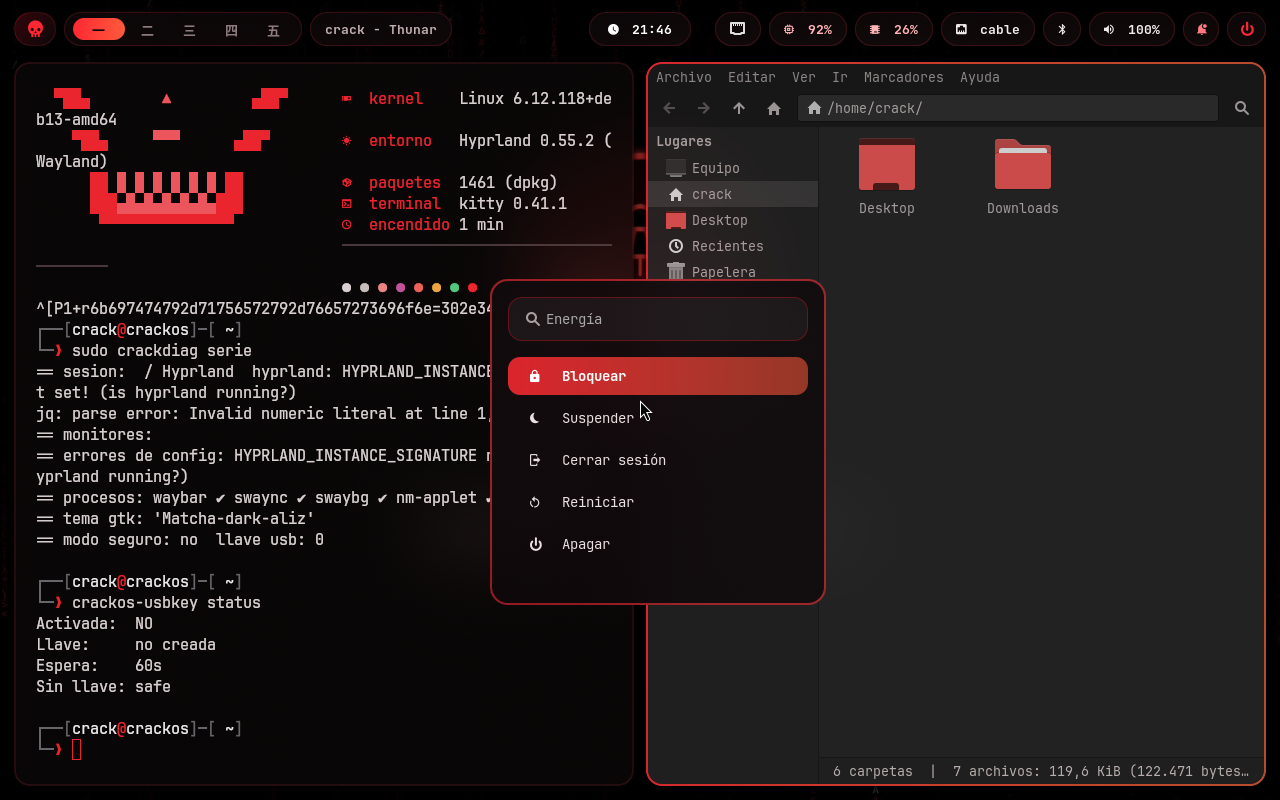 一 二 三 四 五 crack - Thunar 21:46 92% 26% cable 100%
kernel Linux 6.12.118+de
b13-amd64
entorno Hyprland 0.55.2 (
Wayland)
paquetes 1461 (dpkg)
terminal kitty 0.41.1
encendido 1 min
^[P1+r6b697474792d71756572792d76657273696f6e=302e34
┌──[crack@crackos]─[ ~]
└─❱ sudo crackdiag serie
== sesion:  / Hyprland  hyprland: HYPRLAND_INSTANCE
t set! (is hyprland running?)
jq: parse error: Invalid numeric literal at line 1,
== monitores:
== errores de config: HYPRLAND_INSTANCE_SIGNATURE
yprland running?)
== procesos: waybar ✔ swaync ✔ swaybg ✔ nm-applet
== tema gtk: 'Matcha-dark-aliz'
== modo seguro: no  llave usb: 0
┌──[crack@crackos]─[ ~]
└─❱ crackos-usbkey status
Activada:  NO
Llave:     no creada
Espera:    60s
Sin llave: safe
┌──[crack@crackos]─[ ~]
└─❱
Archivo Editar Ver Ir Marcadores Ayuda
/home/crack/
Lugares
Equipo
crack
Desktop
Recientes
Papelera
Desktop Downloads
6 carpetas | 7 archivos: 119,6 KiB (122.471 bytes…
Energía
Bloquear
Suspender
Cerrar sesión
Reiniciar
Apagar